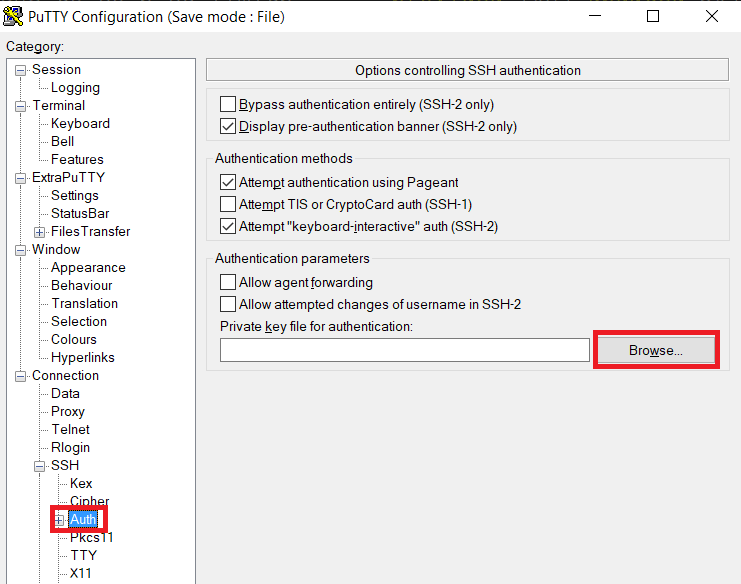 PuTTY Configuration (Save mode : File)
Category:
Session
Logging
Terminal
Keyboard
Bell
Features
ExtraPuTTY
Settings
StatusBar
FilesTransfer
Window
Appearance
Behaviour
Translation
Selection
Colours
Hyperlinks
Connection
Data
Proxy
Telnet
Rlogin
SSH
Kex
Cipher
Auth
Pkcs11
TTY
X11
Options controlling SSH authentication
Bypass authentication entirely (SSH-2 only)
Display pre-authentication banner (SSH-2 only)
Authentication methods
Attempt authentication using Pageant
Attempt TIS or CryptoCard auth (SSH-1)
Attempt "keyboard-interactive" auth (SSH-2)
Authentication parameters
Allow agent forwarding
Allow attempted changes of username in SSH-2
Private key file for authentication:
Browse...